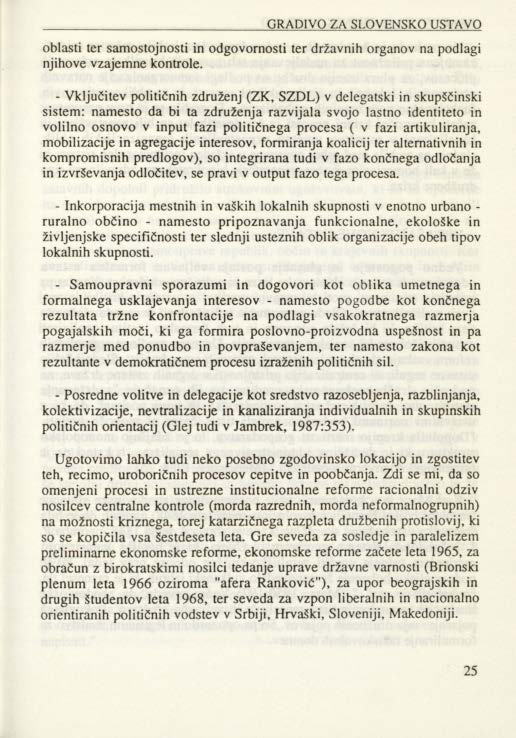 GRADIVO ZA SLOVENSKO USTAVO
oblasti ter samostojnosti in odgovornosti ter državnih organov na podlagi
njihove vzajemne kontrole.
- Vključitev političnih združenj (ZK, SZDL) v delegatski in skupščinski
sistem: namesto da bi ta združenja razvijala svojo lastno identiteto in
volilno osnovo v input fazi političnega procesa ( v fazi artikuliranja,
mobilizacije in agregacije interesov, formiranja koalicij ter alternativnih in
kompromisnih predlogov), so integrirana tudi v fazo končnega odločanja
in izvrševanja odločitev, se pravi v output fazo tega procesa.
- Inkorporacija mestnih in vaških lokalnih skupnosti v enotno urbano -
ruralno občino - namesto pripoznavanja funkcionalne, ekološke in
življenjske specifičnosti ter slednji usteznih oblik organizacije obeh tipov
lokalnih skupnosti.
- Samoupravni sporazumi in dogovori kot oblika umetnega in
formalnega usklajevanja interesov - namesto pogodbe kot končnega
rezultata tržne konfrontacije na podlagi vsakokratnega razmerja
pogajalskih moči, ki ga formira poslovno-proizvodna uspešnost in pa
razmerje med ponudbo in povpraševanjem, ter namesto zakona kot
rezultante v demokratičnem procesu izraženih političnih sil.
- Posredne volitve in delegacije kot sredstvo razosebljenja, razblinjanja,
kolektivizacije, nevtralizacije in kanaliziranja individualnih in skupinskih
političnih orientacij (Glej tudi v Jambrek, 1987:353).
Ugotovimo lahko tudi neko posebno zgodovinsko lokacijo in zgostitev
teh, recimo, uroboričnih procesov cepitve in poobčanja. Zdi se mi, da so
omenjeni procesi in ustrezne institucionalne reforme racionalni odziv
nosilcev centralne kontrole (morda razrednih, morda neformalnogrupnih)
na možnosti kriznega, torej katarzičnega razpleta družbenih protislovij, ki
so se kopičila vsa šestdeseta leta. Gre seveda za sosledje in paralelizem
preliminarne ekonomske reforme, ekonomske reforme začete leta 1965, za
obračun z birokratskimi nosilci tedanje uprave državne varnosti (Brionski
plenum leta 1966 oziroma "afera Ranković"), za upor beograjskih in
drugih študentov leta 1968, ter seveda za vzpon liberalnih in nacionalno
orientiranih političnih vodstev v Srbiji, Hrvaški, Sloveniji, Makedoniji.
25